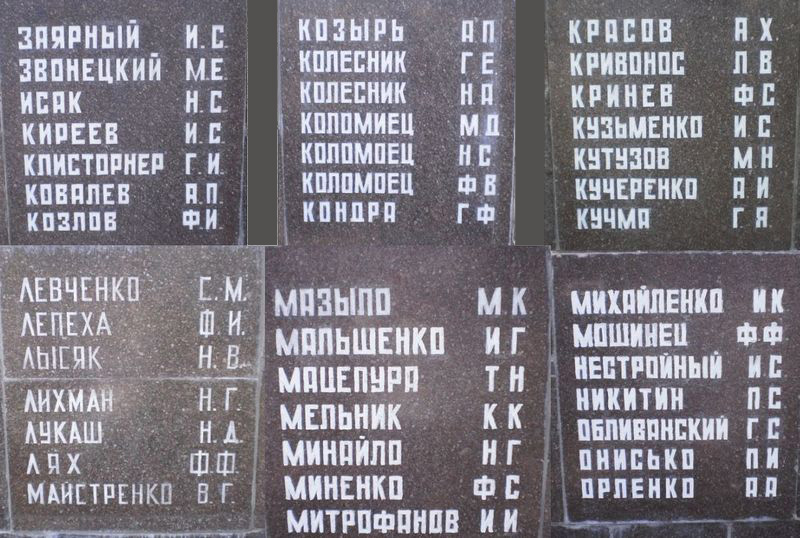 ЗАЯРНЫЙ И.С
ЗВОНЕЦКИЙ М.Е
ИСАК Н.С
КИРЕЕВ И.С
КЛИСТОРНЕР Г.И
КОВАЛЕВ А.П
КОЗЛОВ Ф.И
КОЗЫРЬ А П
КОЛЕСНИК Г Е
КОЛЕСНИК Н А
КОЛОМИЕЦ М Д
КОЛОМОЕЦ Н С
КОЛОМОЕЦ Ф В
КОНДРА Г Ф
КРАСОВ А Х
КРИВОНОС Л В
КРИНЕВ Ф С
КУЗЬМЕНКО И С
КУТУЗОВ М Н
КУЧЕРЕНКО А И
КУЧМА Г Я
ЛЕВЧЕНКО С.М.
ЛЕПЕХА Ф.И.
ЛЫСЯК Н.В.
ЛИХМАН Н.Г.
ЛУКАШ Н.Д.
ЛЯХ Ф.Ф.
МАЙСТРЕНКО В.Г.
МАЗЫЛО М.К
МАЛЬШЕНКО И.Г
МАЦЕПУРА Т Н
МЕЛЬНИК К К
МИНАЙЛО Н Г
МИНЕНКО Ф С
МИТРОФАНОВ И И
МИХАЙЛЕНКО И К
МОШИНЕЦ Ф Ф
НЕСТРОЙНЫЙ И С
НИКИТИН П С
ОБЛИВАНСКИЙ Г С
ОНИСЬКО П И
ОРЛЕНКО А А